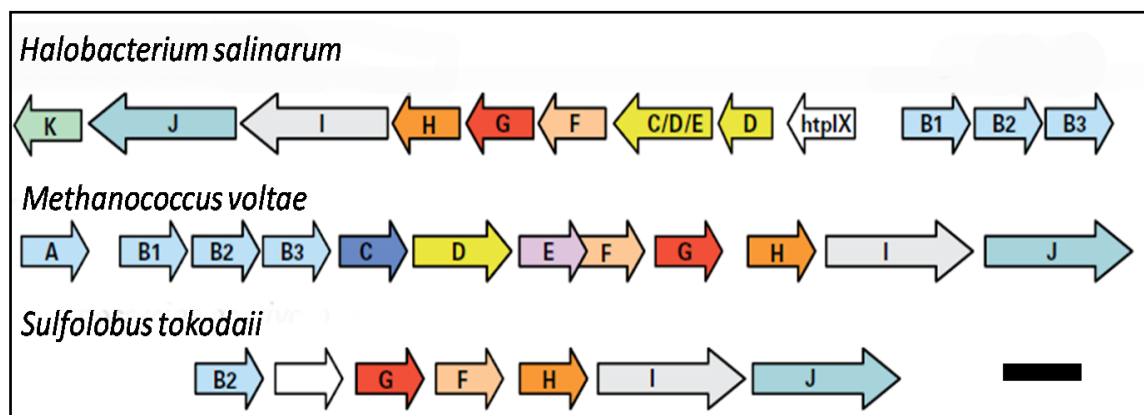 Halobacterium salinarum
K J I H G F C/D/E D htpIX B1 B2 B3
Methanococcus voltae
A B1 B2 B3 C D E F G H I J
Sulfolobus tokodaii
B2 G F H I J